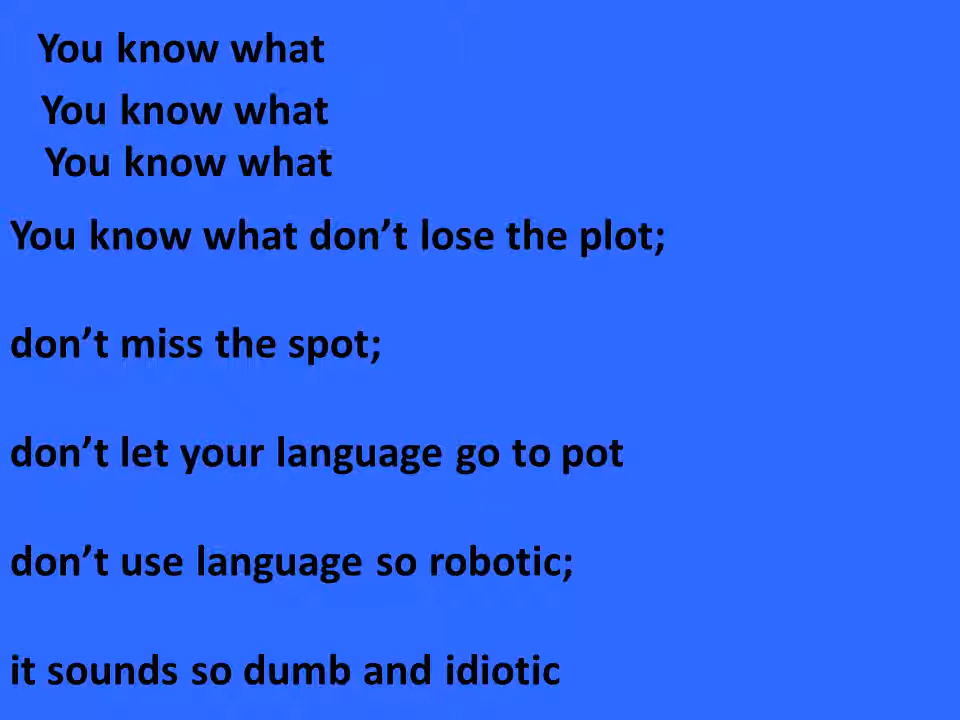 You know what
You know what
You know what
You know what don’t lose the plot;
don’t miss the spot;
don’t let your language go to pot
don’t use language so robotic;
it sounds so dumb and idiotic